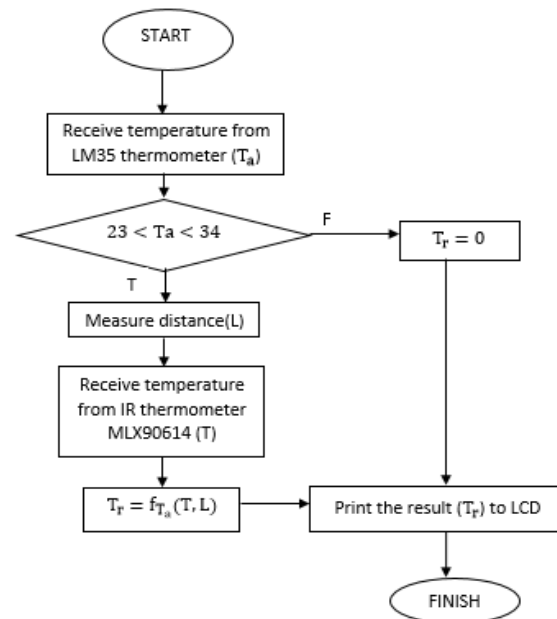 START
Receive temperature from
LM35 thermometer (Tₐ)
23 < Ta < 34
F
Tᵣ = 0
T
Measure distance(L)
Receive temperature
from IR thermometer
MLX90614 (T)
Tᵣ = f_Tₐ(T, L)
Print the result (Tᵣ) to LCD
FINISH